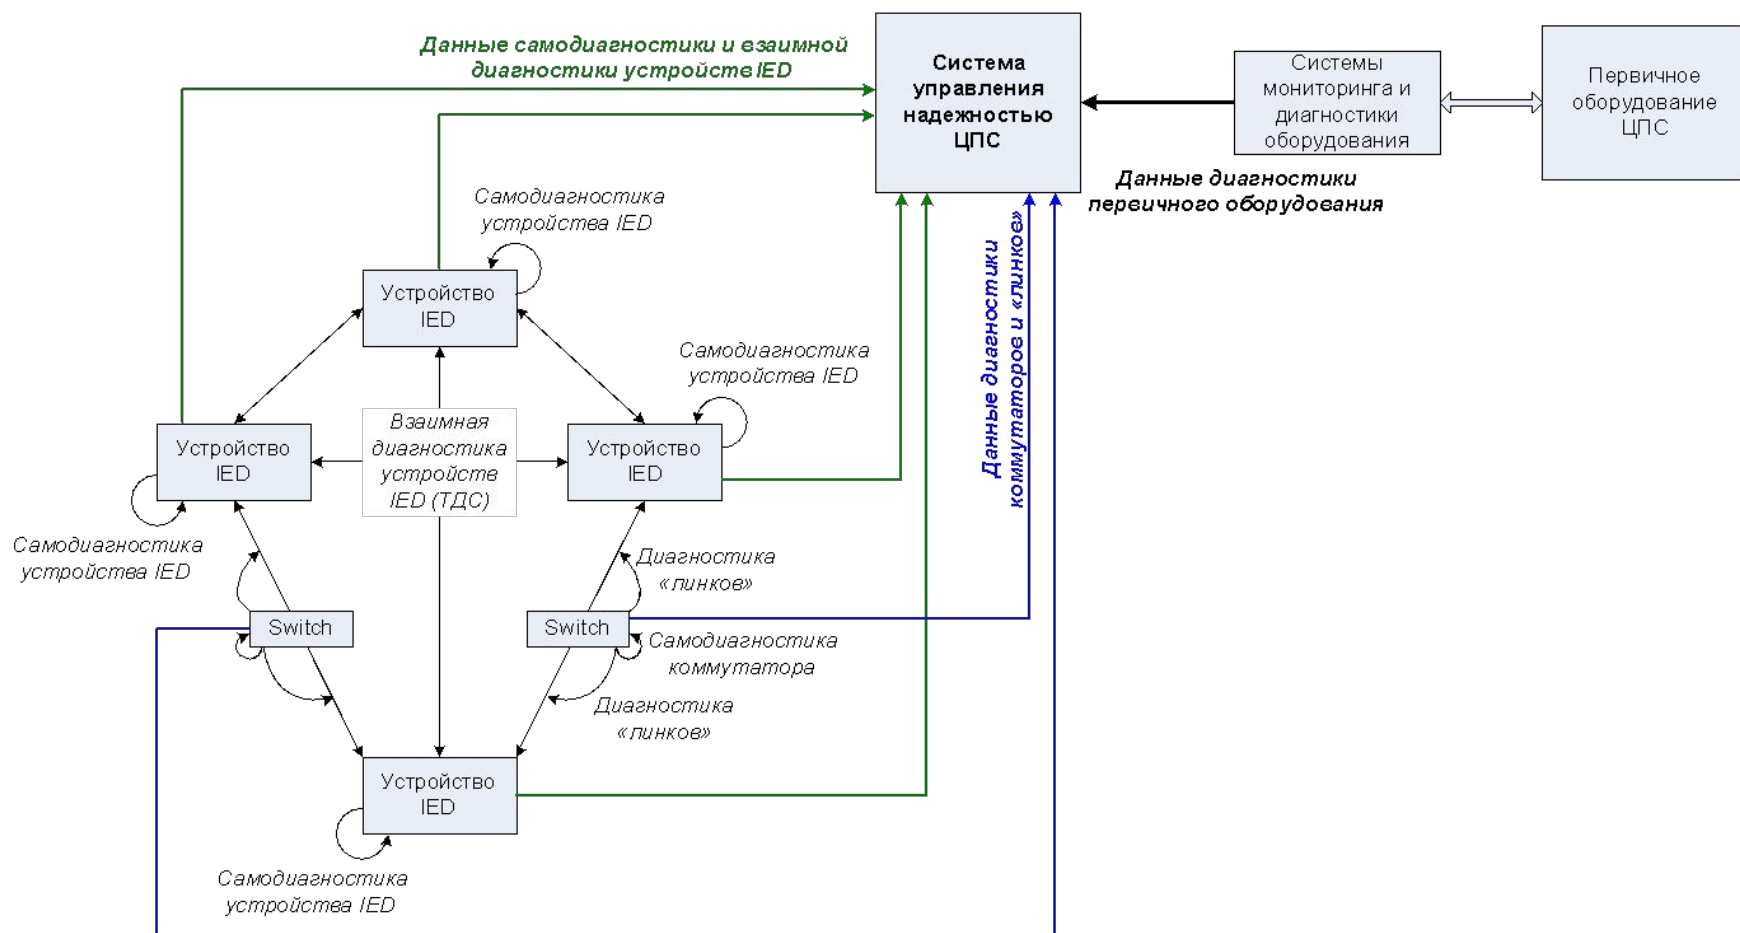 Данные самодиагностики и взаимной
диагностики устройств IED
Система
управления
надежностью
ЦПС
Системы
мониторинга и
диагностики
оборудования
Первичное
оборудование
ЦПС
Данные диагностики
первичного оборудования
Данные диагностики
коммутаторов и «линков»
Самодиагностика
устройства IED
Устройство
IED
Самодиагностика
устройства IED
Устройство
IED
Взаимная
диагностика
устройств
IED (ТДС)
Устройство
IED
Самодиагностика
устройства IED
Диагностика
«линков»
Switch
Switch
Самодиагностика
коммутатора
Диагностика
«линков»
Устройство
IED
Самодиагностика
устройства IED